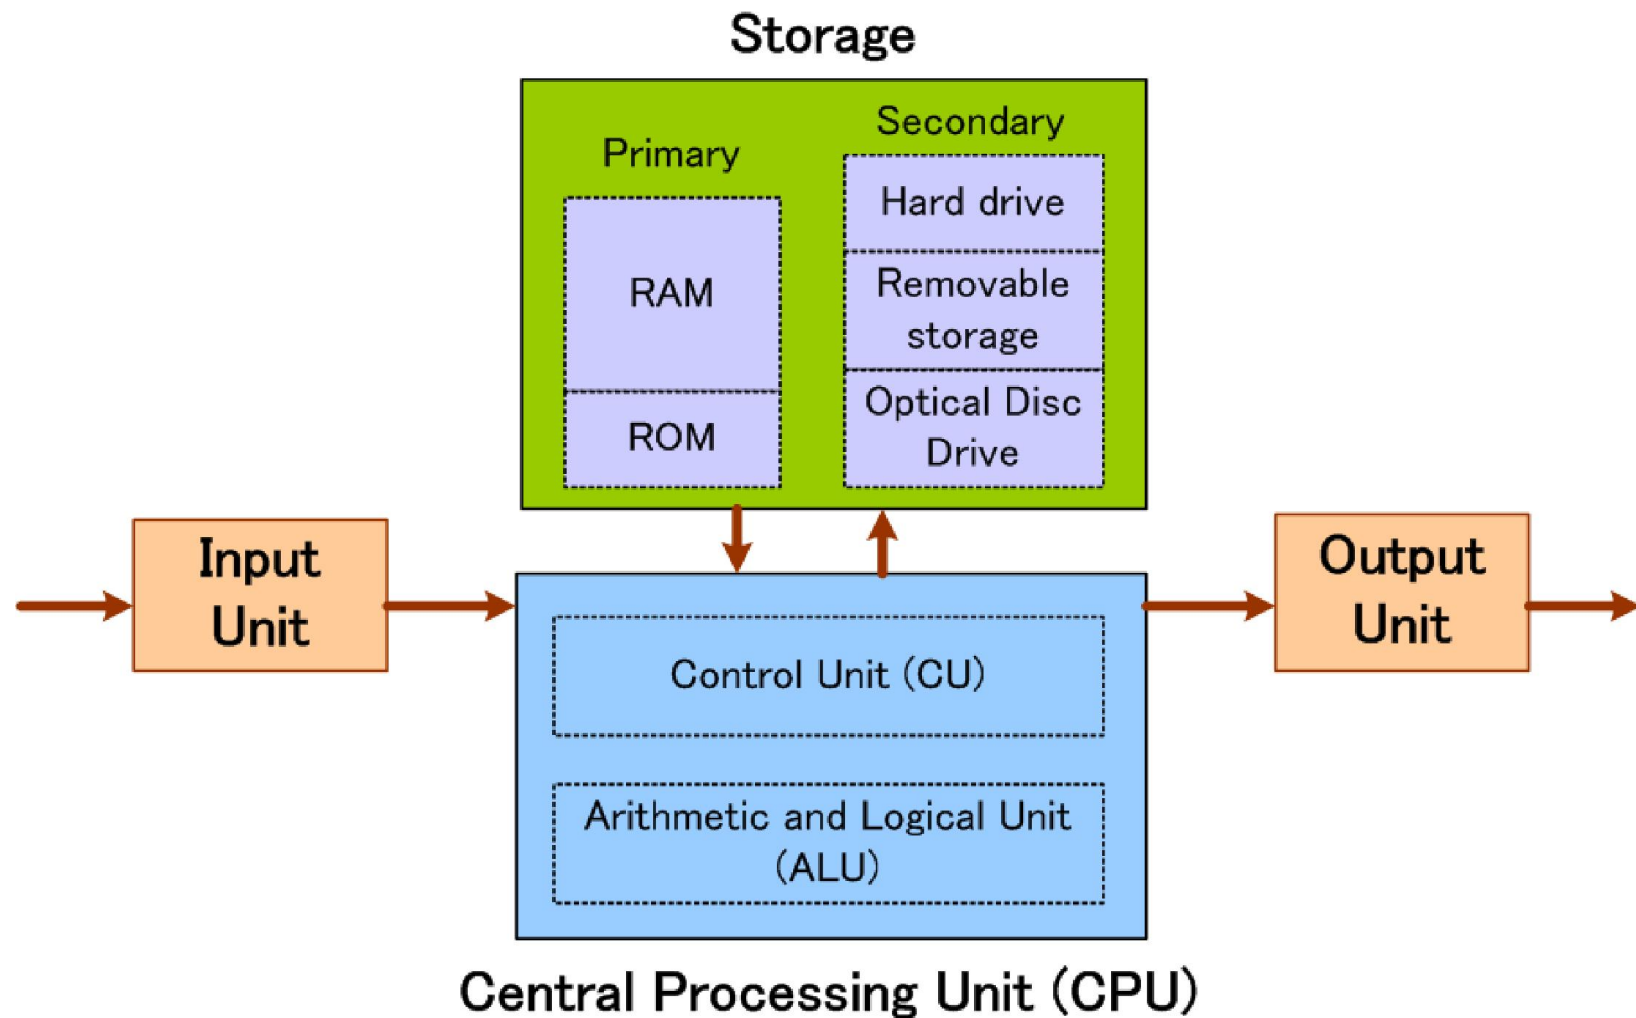 Storage
Primary
RAM
ROM
Secondary
Hard drive
Removable
storage
Optical Disc
Drive
Input
Unit
Control Unit (CU)
Arithmetic and Logical Unit
(ALU)
Output
Unit
Central Processing Unit (CPU)